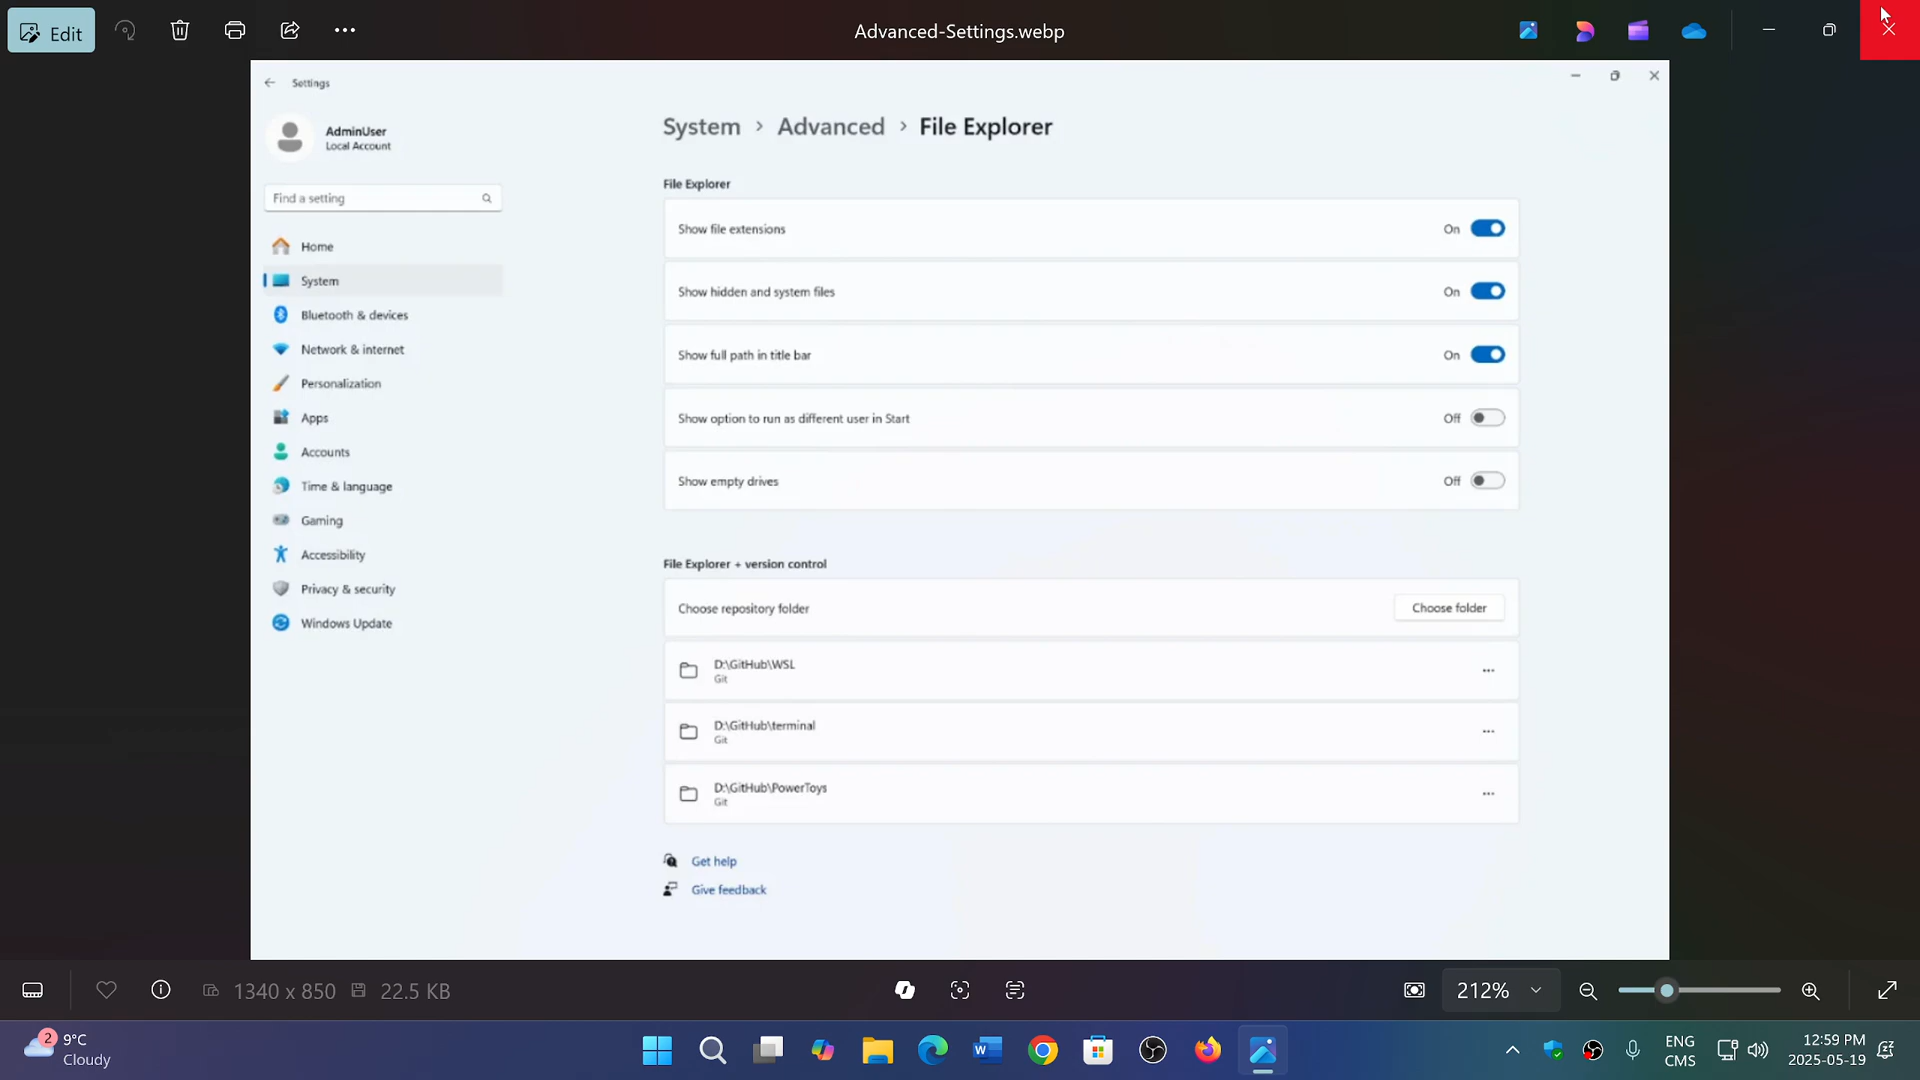 Edit
Advanced-Settings.webp
Settings
AdminUser
Local Account
Find a setting
Home
System
Bluetooth & devices
Network & internet
Personalization
Apps
Accounts
Time & language
Gaming
Accessibility
Privacy & security
Windows Update
System > Advanced > File Explorer
File Explorer
Show file extensions On
Show hidden and system files On
Show full path in title bar On
Show option to run as different user in Start Off
Show empty drives Off
File Explorer + version control
Choose repository folder Choose folder
D:\GitHub\WSL
Git
D:\GitHub\terminal
Git
D:\GitHub\PowerToys
Git
Get help
Give feedback
1340 x 850 22.5 KB
212%
2
9°C
Cloudy
W
ENG
CMS
12:59 PM
2025-05-19